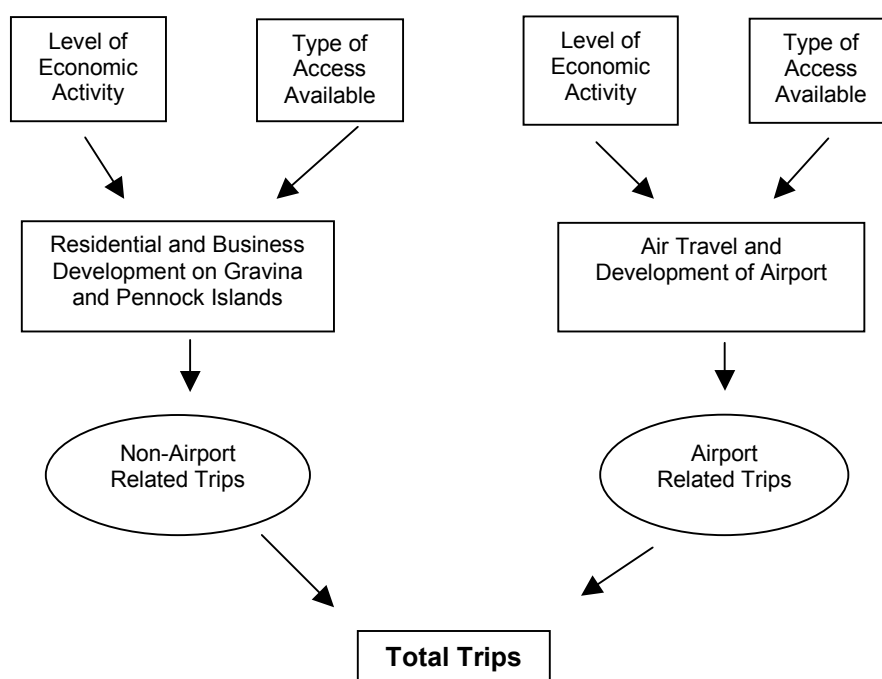 Level of
Economic
Activity
Type of
Access
Available
Level of
Economic
Activity
Type of
Access
Available
Residential and Business
Development on Gravina
and Pennock Islands
Air Travel and
Development of Airport
Non-Airport
Related Trips
Airport
Related Trips
Total Trips